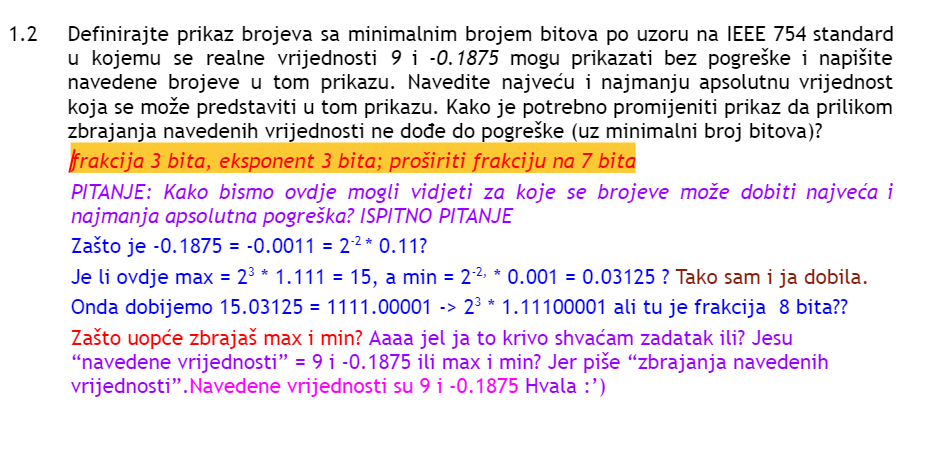 1.2 Definirajte prikaz brojeva sa minimalnim brojem bitova po uzoru na IEEE 754 standard
u kojemu se realne vrijednosti 9 i -0.1875 mogu prikazati bez pogreške i napišite
navedene brojeve u tom prikazu. Navedite najveću i najmanju apsolutnu vrijednost
koja se može predstaviti u tom prikazu. Kako je potrebno promijeniti prikaz da prilikom
zbrajanja navedenih vrijednosti ne dođe do pogreške (uz minimalni broj bitova)?
frakcija 3 bita, eksponent 3 bita; proširiti frakciju na 7 bita
PITANJE: Kako bismo ovdje mogli vidjeti za koje se brojeve može dobiti najveća i
najmanja apsolutna pogreška? ISPITNO PITANJE
Zašto je -0.1875 = -0.0011 = 2⁻² * 0.11?
Je li ovdje max = 2³ * 1.111 = 15, a min = 2⁻², * 0.001 = 0.03125 ? Tako sam i ja dobila.
Onda dobijemo 15.03125 = 1111.00001 -> 2³ * 1.11100001 ali tu je frakcija 8 bita??
Zašto uopće zbrajaš max i min? Aaaa jel ja to krivo shvaćam zadatak ili? Jesu
“navedene vrijednosti” = 9 i -0.1875 ili max i min? Jer piše “zbrajanja navedenih
vrijednosti”.Navedene vrijednosti su 9 i -0.1875 Hvala :’)